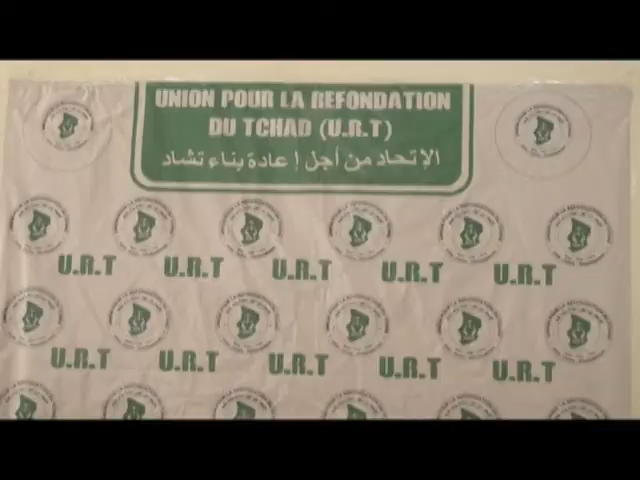 UNION POUR LA REFONDATION
DU TCHAD (U.R.T)
الإتحاد من أجل إعادة بناء تشاد
U.R.T U.R.T U.R.T U.R.T U.R.T
U.R.T U.R.T U.R.T U.R.T U.R.T